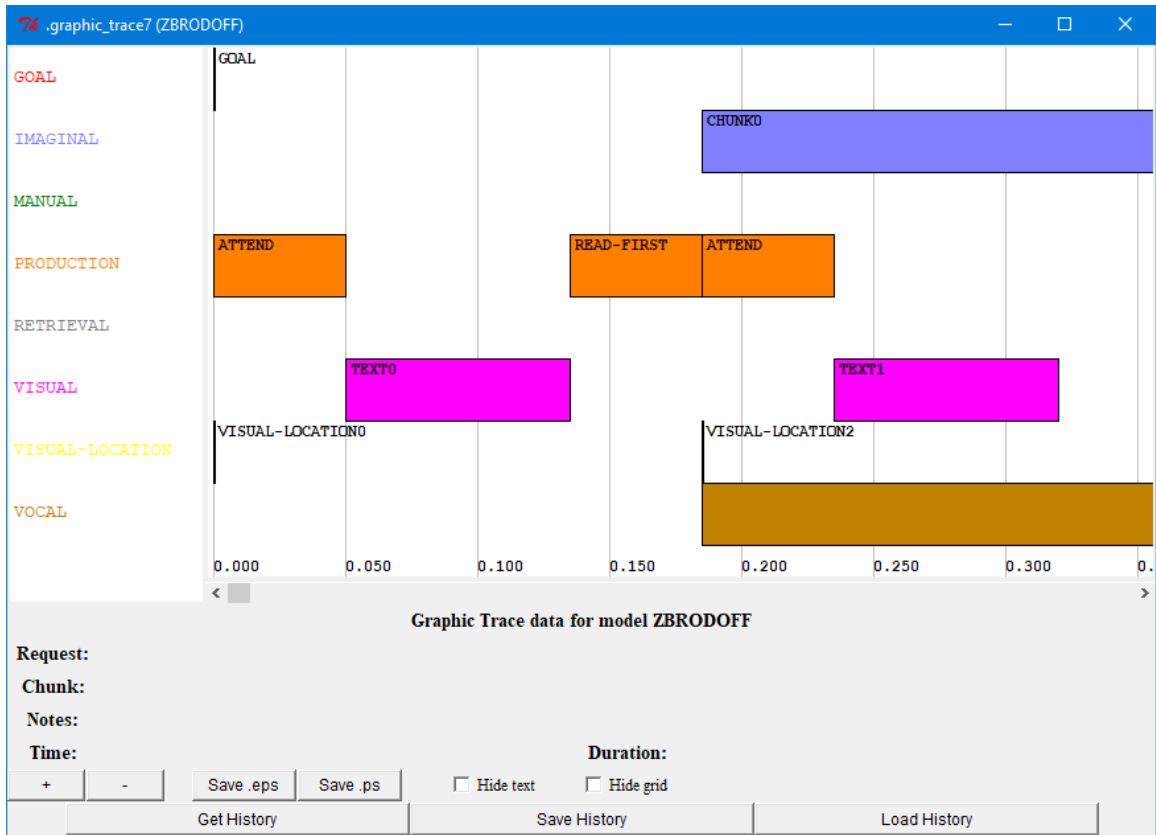 .graphic_trace7 (ZBRODOFF)
GOAL
GOAL
CHUNK0
IMAGINAL
MANUAL
ATTEND READ-FIRST ATTEND
PRODUCTION
RETRIEVAL
TEXT0 TEXT1
VISUAL
VISUAL-LOCATION0 VISUAL-LOCATION2
VISUAL-LOCATION
VOCAL
0.000 0.050 0.100 0.150 0.200 0.250 0.300 0.
Graphic Trace data for model ZBRODOFF
Request:
Chunk:
Notes:
Time: Duration:
+ - Save .eps Save .ps Hide text Hide grid
Get History Save History Load History